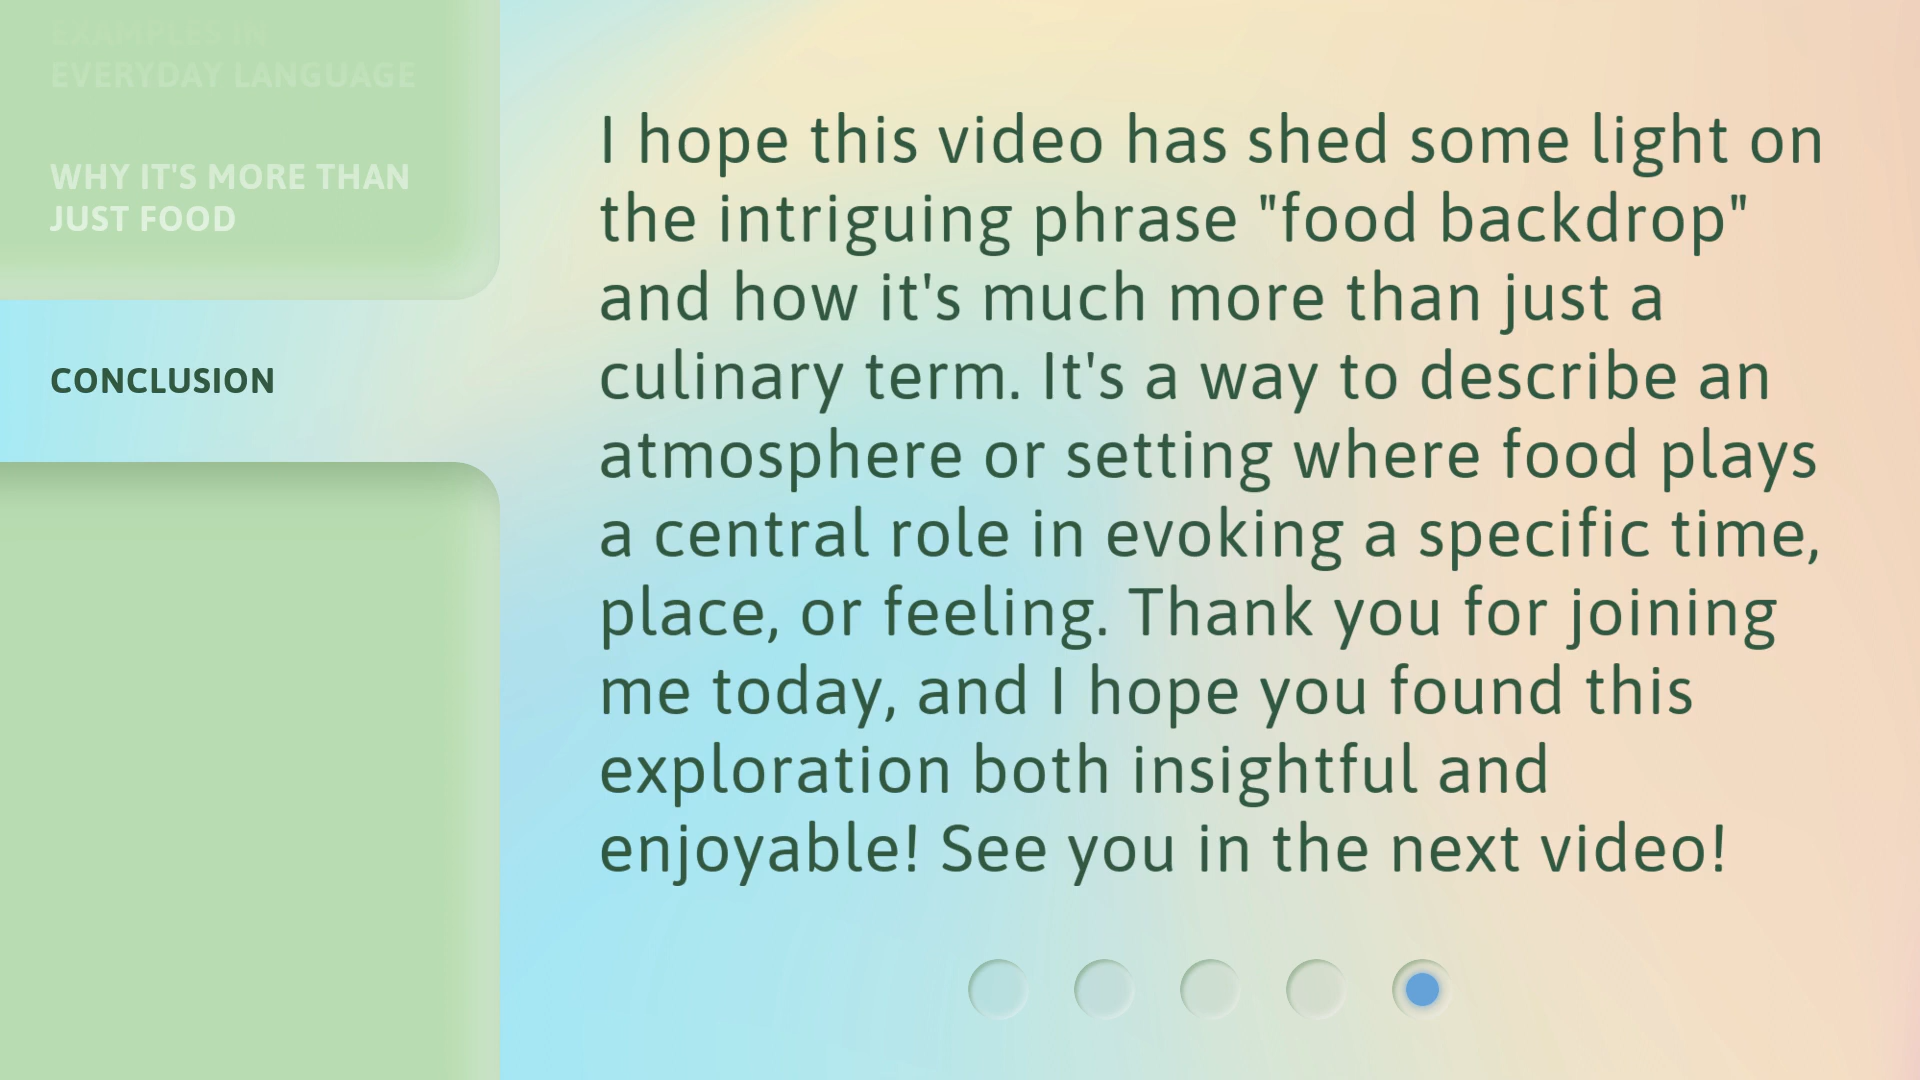 EXAMPLES IN
EVERYDAY LANGUAGE
WHY IT'S MORE THAN
JUST FOOD
CONCLUSION
I hope this video has shed some light on
the intriguing phrase "food backdrop"
and how it's much more than just a
culinary term. It's a way to describe an
atmosphere or setting where food plays
a central role in evoking a specific time,
place, or feeling. Thank you for joining
me today, and I hope you found this
exploration both insightful and
enjoyable! See you in the next video!